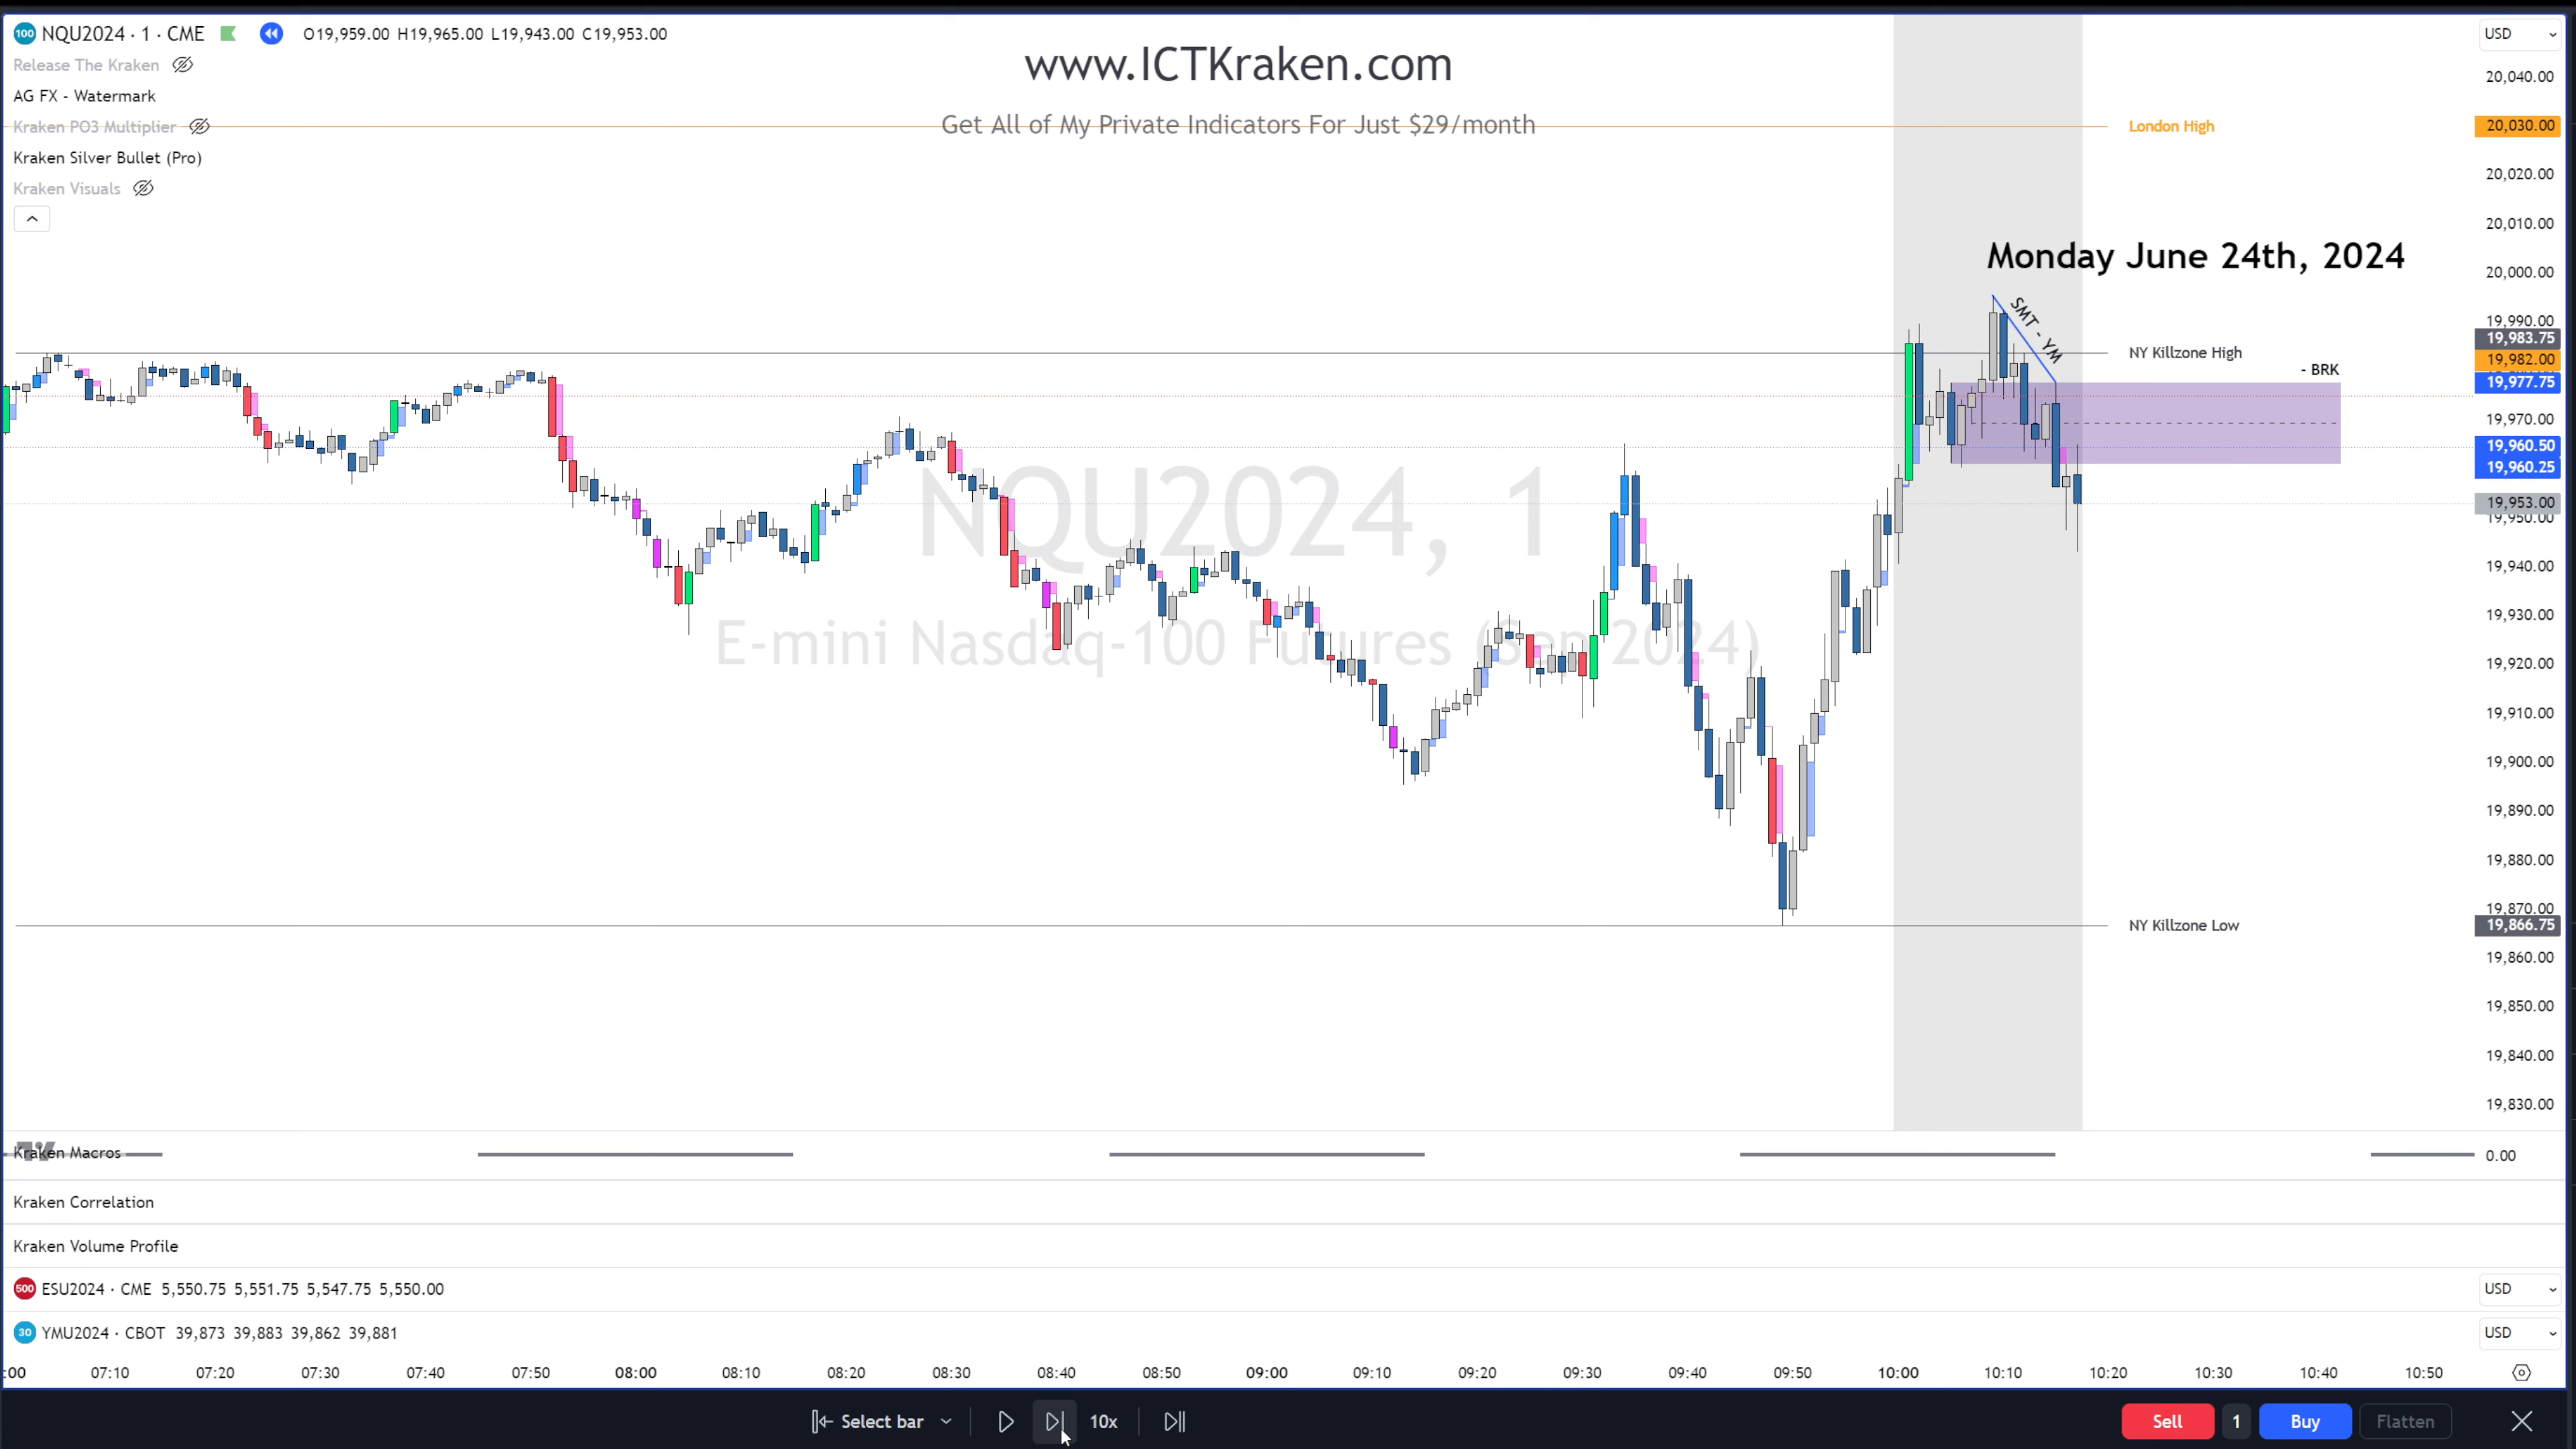 100 NQU2024 · 1 · CME O19,959.00 H19,965.00 L19,943.00 C19,953.00
Release The Kraken
AG FX - Watermark
Kraken PO3 Multiplier
Kraken Silver Bullet (Pro)
Kraken Visuals
www.ICTKraken.com
Get All of My Private Indicators For Just $29/month
USD
20,040.00
London High
20,030.00
20,020.00
20,010.00
Monday June 24th, 2024
20,000.00
SMT - YM
19,990.00
19,983.75
NY Killzone High
19,982.00
- BRK
19,977.75
19,970.00
19,960.50
19,960.25
19,953.00
19,950.00
NQU2024, 1
E-mini Nasdaq-100 Futures (Sep 2024)
19,940.00
19,930.00
19,920.00
19,910.00
19,900.00
19,890.00
19,880.00
19,870.00
NY Killzone Low
19,866.75
19,860.00
19,850.00
19,840.00
19,830.00
Kraken Macros
0.00
Kraken Correlation
Kraken Volume Profile
500 ESU2024 · CME 5,550.75 5,551.75 5,547.75 5,550.00
USD
30 YMU2024 · CBOT 39,873 39,883 39,862 39,881
USD
:00 07:10 07:20 07:30 07:40 07:50 08:00 08:10 08:20 08:30 08:40 08:50 09:00 09:10 09:20 09:30 09:40 09:50 10:00 10:10 10:20 10:30 10:40 10:50
Select bar 10x
Sell 1 Buy Flatten